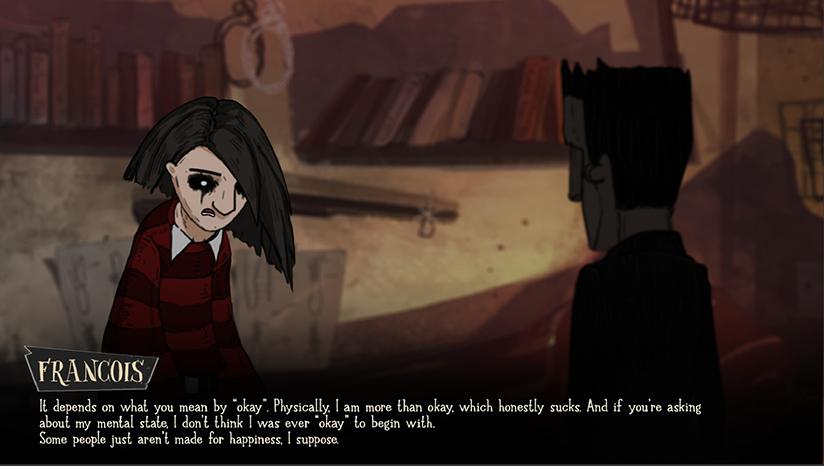 FRANCOIS
It depends on what you mean by "okay". Physically, I am more than okay, which honestly sucks. And if you're asking
about my mental state, I don't think I was ever "okay" to begin with.
Some people just aren't made for happiness, I suppose.